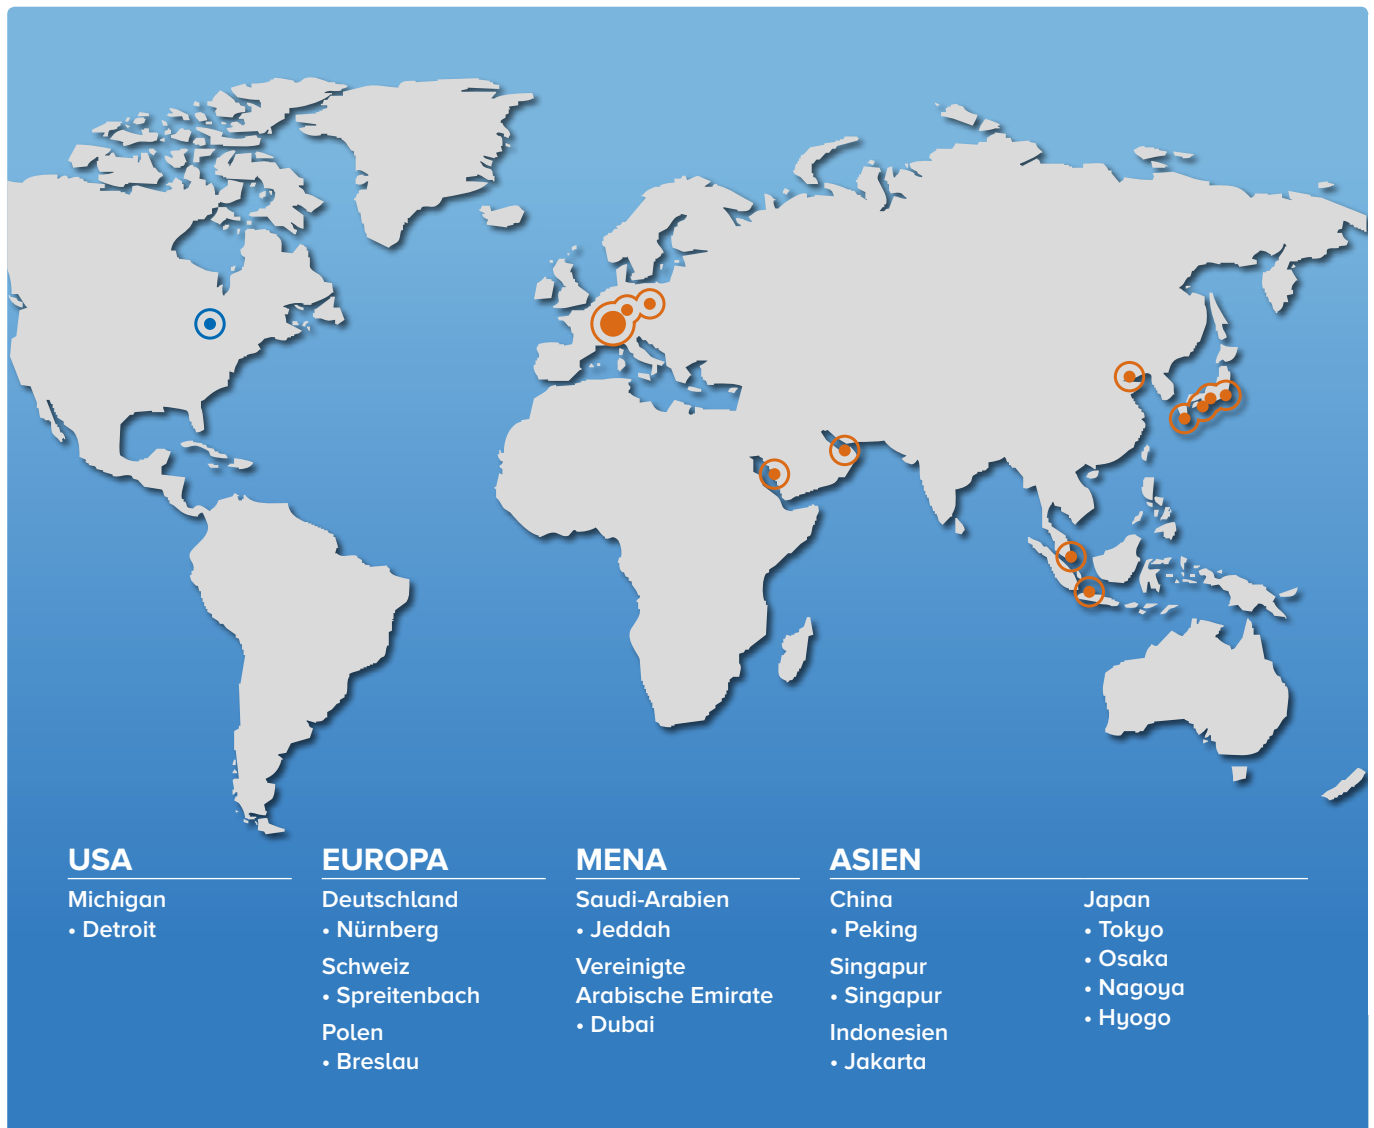 USA
Michigan
• Detroit
EUROPA
Deutschland
• Nürnberg
Schweiz
• Spreitenbach
Polen
• Breslau
MENA
Saudi-Arabien
• Jeddah
Vereinigte
Arabische Emirate
• Dubai
ASIEN
China
• Peking
Singapur
• Singapur
Indonesien
• Jakarta
Japan
• Tokyo
• Osaka
• Nagoya
• Hyogo